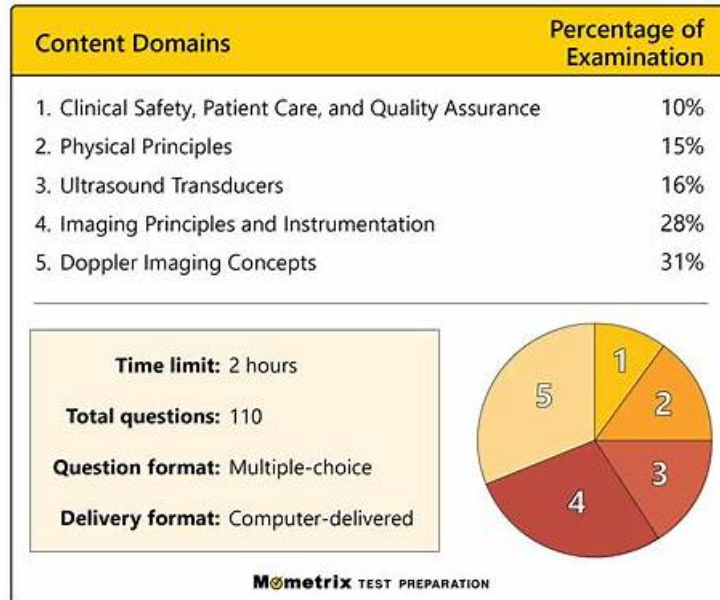 Content Domains
Percentage of
Examination
1. Clinical Safety, Patient Care, and Quality Assurance 10%
2. Physical Principles 15%
3. Ultrasound Transducers 16%
4. Imaging Principles and Instrumentation 28%
5. Doppler Imaging Concepts 31%
Time limit: 2 hours
Total questions: 110
Question format: Multiple-choice
Delivery format: Computer-delivered
1
2
3
4
5
Mometrix TEST PREPARATION